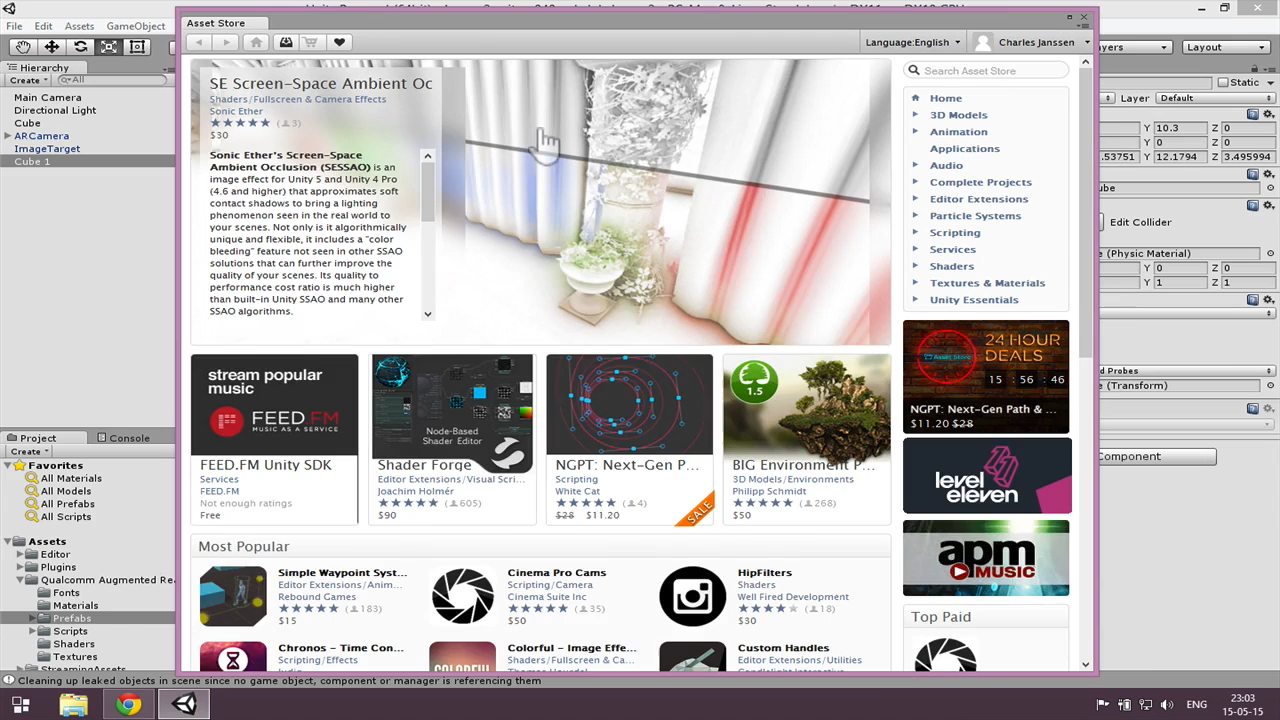 Asset Store
File Edit Assets GameObject
Layout
Language:English
Charles Janssen
Hierarchy
Create
All
Main Camera
Directional Light
Cube
ARCamera
ImageTarget
Cube 1
SE Screen-Space Ambient Oc
Shaders/Fullscreen & Camera Effects
Sonic Ether
(3)
$30
Sonic Ether's Screen-Space
Ambient Occlusion (SESSAO) is an
image effect for Unity 5 and Unity 4 Pro
(4.6 and higher) that approximates soft
contact shadows to bring a lighting
phenomenon seen in the real world to
your scenes. Not only is it algorithmically
unique and flexible, it includes a "color
bleeding" feature not seen in other SSAO
solutions that can further improve the
quality of your scenes. Its quality to
performance cost ratio is much higher
than built-in Unity SSAO and many other
SSAO algorithms.
Search Asset Store
Home
3D Models
Animation
Applications
Audio
Complete Projects
Editor Extensions
Particle Systems
Scripting
Services
Shaders
Textures & Materials
Unity Essentials
Static
Layer Default
Y 10.3 Z 0
.53751 Y 12.1794 Z 3.495994
Edit Collider
(Physic Material)
Y 0 Z 0
Y 1 Z 1
d Probes
(Transform)
Component
stream popular
music
FEED.FM
MUSIC AS A SERVICE
FEED.FM Unity SDK
Services
FEED.FM
Not enough ratings
Free
Node-Based
Shader Editor
Shader Forge
Editor Extensions/Visual Scri...
Joachim Holmér
(605)
$90
NGPT: Next-Gen P...
Scripting
White Cat
(4)
$28 $11.20
SALE
1.5
BIG Environment P...
3D Models/Environments
Philipp Schmidt
(268)
$50
24 HOUR
DEALS
Asset Store
15 : 56 : 46
NGPT: Next-Gen Path & ...
$11.20 $28
level
eleven
apm
MUSIC
Top Paid
Most Popular
Simple Waypoint Syst...
Editor Extensions/Anim...
Rebound Games
(183)
$15
Cinema Pro Cams
Scripting/Camera
Cinema Suite Inc
(35)
$50
HipFilters
Shaders
Well Fired Development
(18)
$30
Chronos - Time Con...
Scripting/Effects
COLORFUL
Colorful - Image Effe...
Shaders/Fullscreen & Ca...
Custom Handles
Editor Extensions/Utilities
Project
Console
Create
Favorites
All Materials
All Models
All Prefabs
All Scripts
Assets
Editor
Plugins
Qualcomm Augmented Re
Fonts
Materials
Prefabs
Scripts
Shaders
Textures
StreamingAssets
Cleaning up leaked objects in scene since no game object, component or manager is referencing them
ENG
23:03
15-05-15